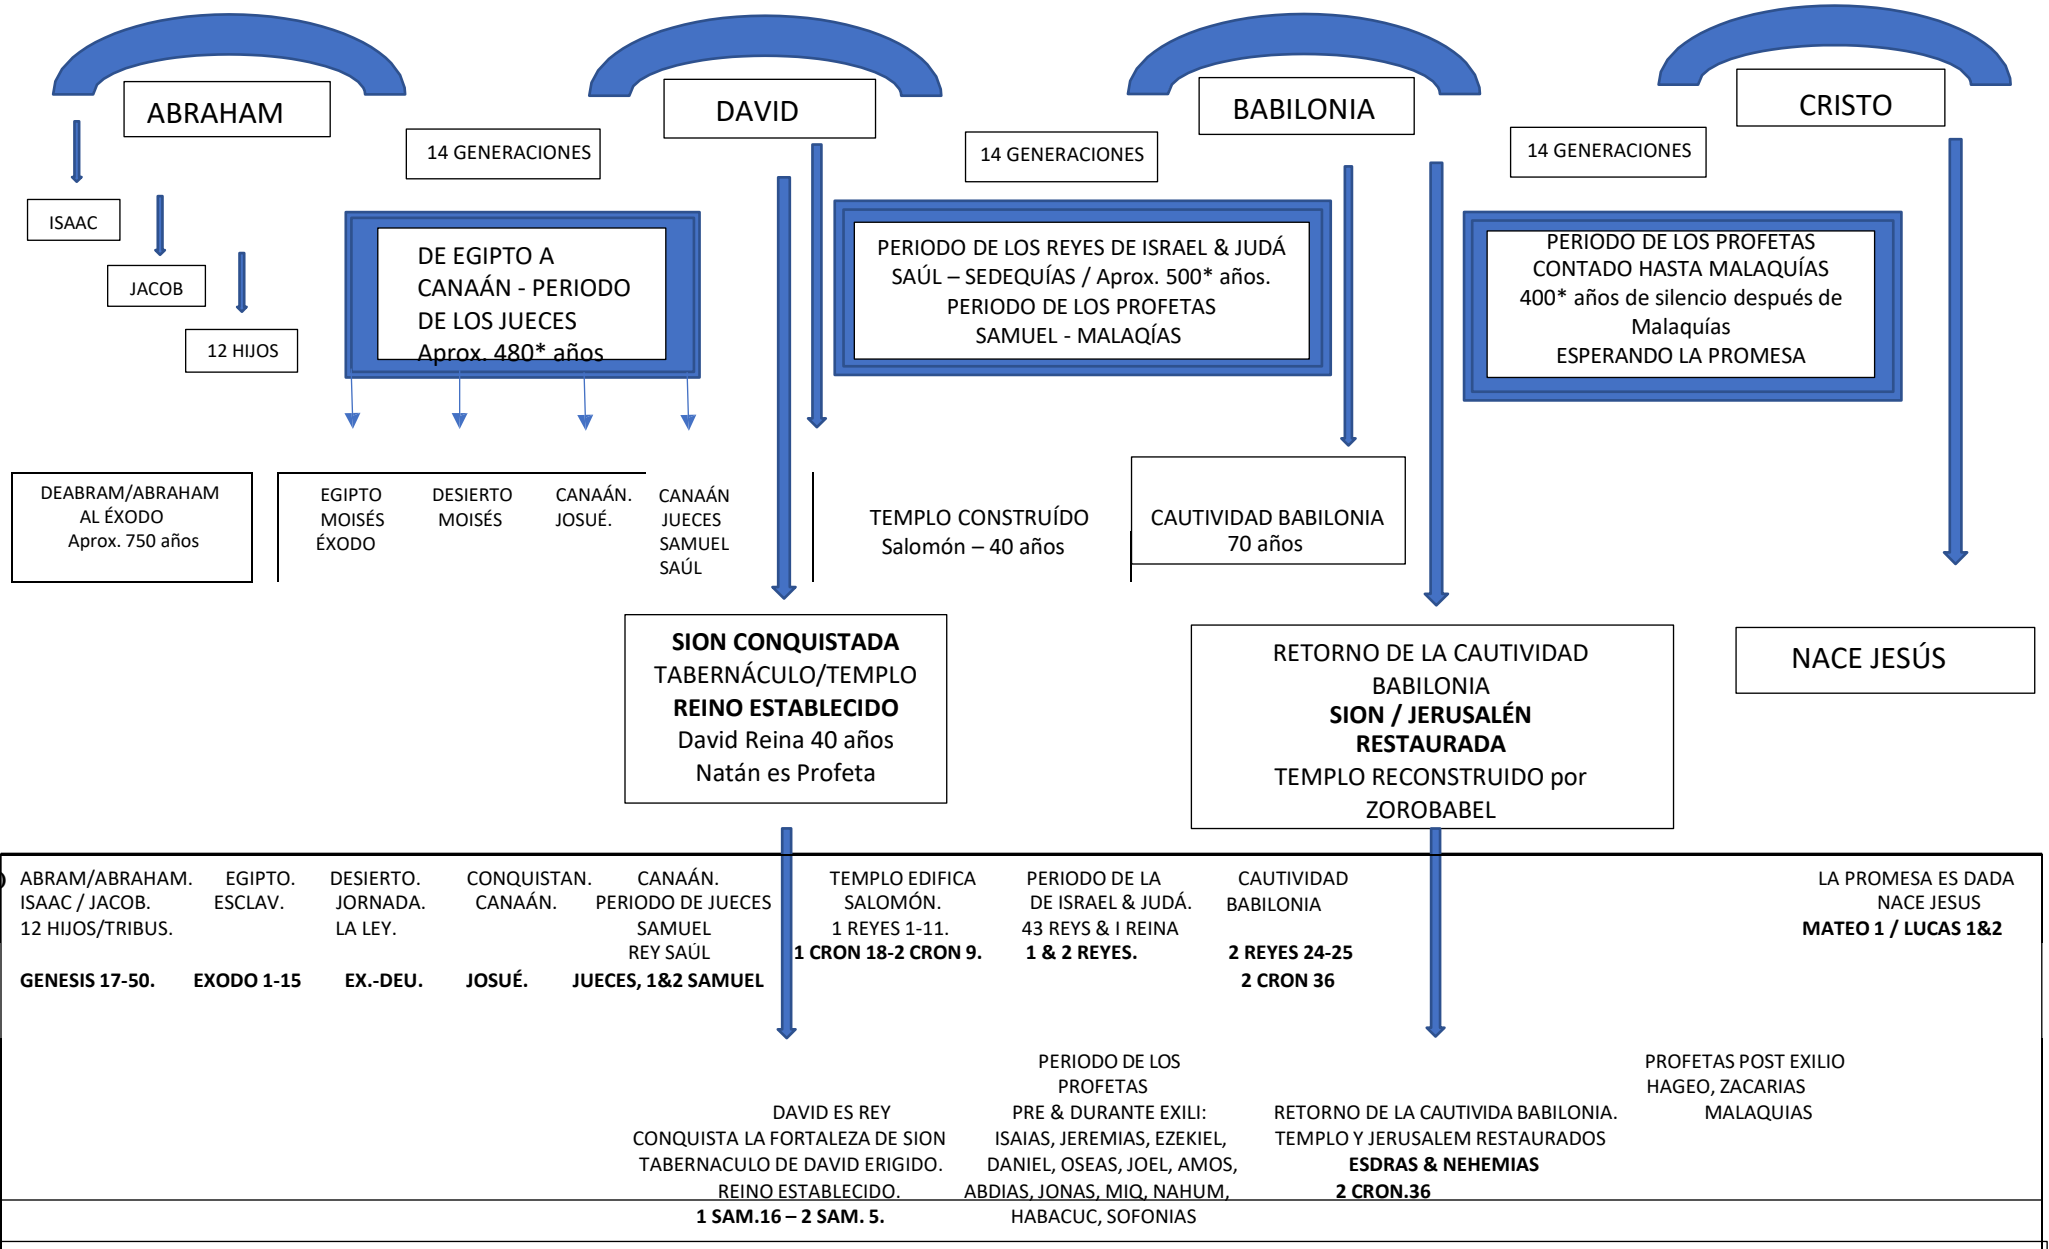 ABRAHAM
DAVID
BABILONIA
CRISTO
14 GENERACIONES
14 GENERACIONES
14 GENERACIONES
ISAAC
JACOB
12 HIJOS
DE EGIPTO A
CANAÁN - PERIODO
DE LOS JUECES
Aprox. 480* años
PERIODO DE LOS REYES DE ISRAEL & JUDÁ
SAÚL – SEDEQUÍAS / Aprox. 500* años.
PERIODO DE LOS PROFETAS
SAMUEL - MALAQÍAS
PERIODO DE LOS PROFETAS
CONTADO HASTA MALAQUÍAS
400* años de silencio después de
Malaquías
ESPERANDO LA PROMESA
DEABRAM/ABRAHAM
AL ÉXODO
Aprox. 750 años
EGIPTO
MOISÉS
ÉXODO
DESIERTO
MOISÉS
CANAÁN.
JOSUÉ.
CANAÁN
JUECES
SAMUEL
SAÚL
TEMPLO CONSTRUÍDO
Salomón – 40 años
CAUTIVIDAD BABILONIA
70 años
SION CONQUISTADA
TABERNÁCULO/TEMPLO
REINO ESTABLECIDO
David Reina 40 años
Natán es Profeta
RETORNO DE LA CAUTIVIDAD
BABILONIA
SION / JERUSALÉN
RESTAURADA
TEMPLO RECONSTRUIDO por
ZOROBABEL
NACE JESÚS
ABRAM/ABRAHAM.
ISAAC / JACOB.
12 HIJOS/TRIBUS.
GENESIS 17-50.
EGIPTO.
ESCLAV.
EXODO 1-15
DESIERTO.
JORNADA.
LA LEY.
EX.-DEU.
CONQUISTAN.
CANAÁN.
JOSUÉ.
CANAÁN.
PERIODO DE JUECES
SAMUEL
REY SAÚL
JUECES, 1&2 SAMUEL
TEMPLO EDIFICA
SALOMÓN.
1 REYES 1-11.
1 CRON 18-2 CRON 9.
PERIODO DE LA
DE ISRAEL & JUDÁ.
43 REYS & I REINA
1 & 2 REYES.
CAUTIVIDAD
BABILONIA
2 REYES 24-25
2 CRON 36
LA PROMESA ES DADA
NACE JESUS
MATEO 1 / LUCAS 1&2
DAVID ES REY
CONQUISTA LA FORTALEZA DE SION
TABERNACULO DE DAVID ERIGIDO.
REINO ESTABLECIDO.
1 SAM.16 – 2 SAM. 5.
PERIODO DE LOS
PROFETAS
PRE & DURANTE EXILI:
ISAIAS, JEREMIAS, EZEKIEL,
DANIEL, OSEAS, JOEL, AMOS,
ABDIAS, JONAS, MIQ, NAHUM,
HABACUC, SOFONIAS
RETORNO DE LA CAUTIVIDA BABILONIA.
TEMPLO Y JERUSALEM RESTAURADOS
ESDRAS & NEHEMIAS
2 CRON.36
PROFETAS POST EXILIO
HAGEO, ZACARIAS
MALAQUIAS